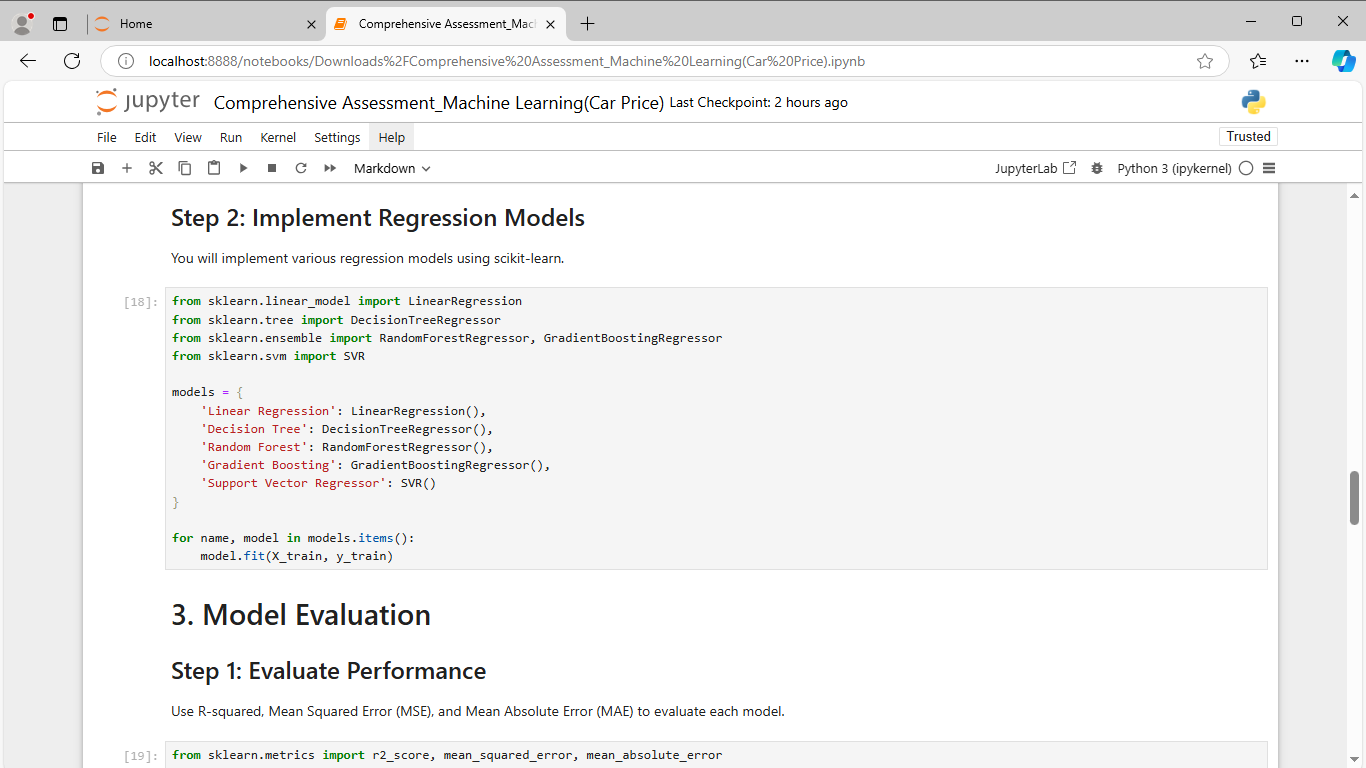 Home
Comprehensive Assessment_Mach
localhost:8888/notebooks/Downloads%2FComprehensive%20Assessment_Machine%20Learning(Car%20Price).ipynb
jupyter Comprehensive Assessment_Machine Learning(Car Price) Last Checkpoint: 2 hours ago
File Edit View Run Kernel Settings Help Trusted
Markdown JupyterLab Python 3 (ipykernel)
Step 2: Implement Regression Models
You will implement various regression models using scikit-learn.
[18]: from sklearn.linear_model import LinearRegression
from sklearn.tree import DecisionTreeRegressor
from sklearn.ensemble import RandomForestRegressor, GradientBoostingRegressor
from sklearn.svm import SVR
models = {
    'Linear Regression': LinearRegression(),
    'Decision Tree': DecisionTreeRegressor(),
    'Random Forest': RandomForestRegressor(),
    'Gradient Boosting': GradientBoostingRegressor(),
    'Support Vector Regressor': SVR()
}
for name, model in models.items():
    model.fit(X_train, y_train)
3. Model Evaluation
Step 1: Evaluate Performance
Use R-squared, Mean Squared Error (MSE), and Mean Absolute Error (MAE) to evaluate each model.
[19]: from sklearn.metrics import r2_score, mean_squared_error, mean_absolute_error